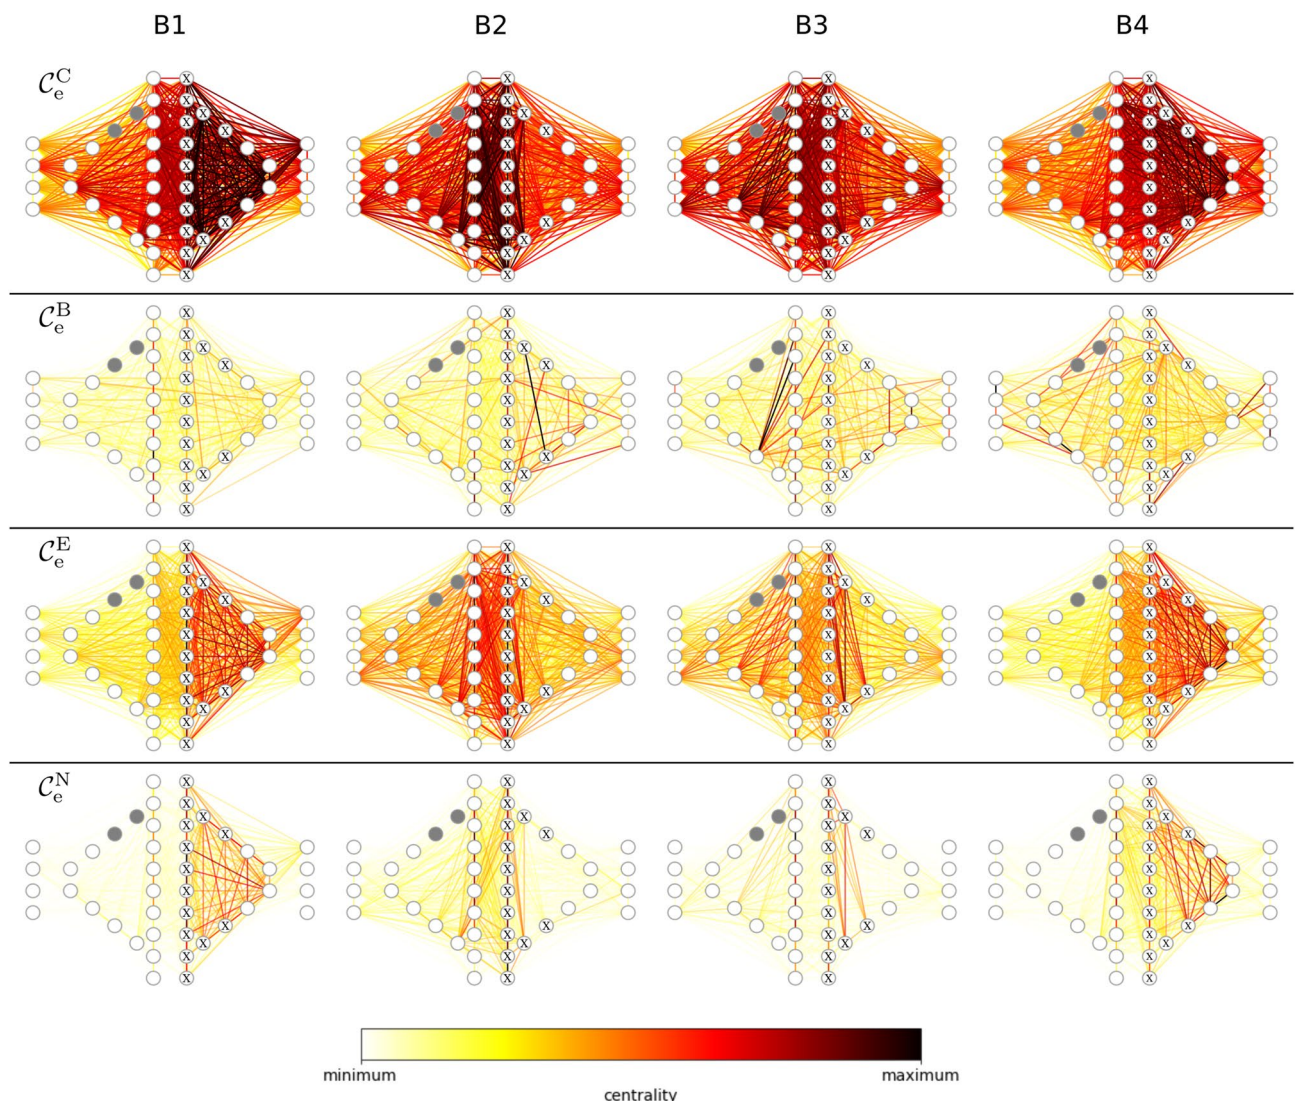 B1 B2 B3 B4
𝒞ₑᶜ
𝒞ₑᴮ
𝒞ₑᴱ
𝒞ₑᴺ
minimum maximum
centrality